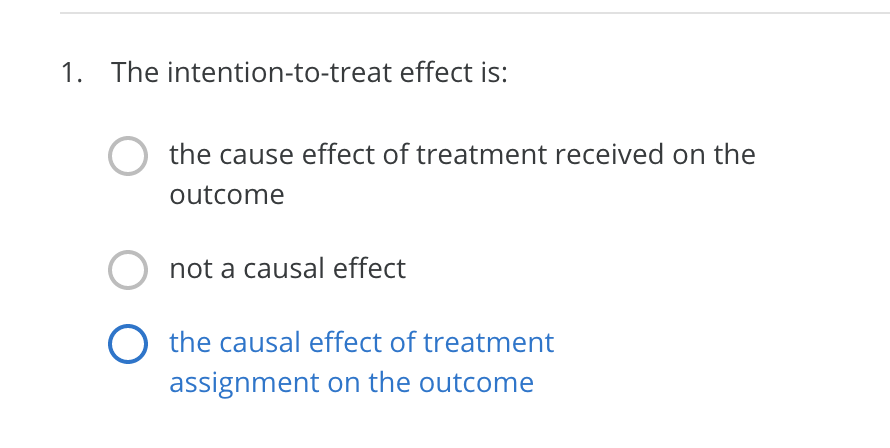 1. The intention-to-treat effect is:
the cause effect of treatment received on the
outcome
not a causal effect
the causal effect of treatment
assignment on the outcome